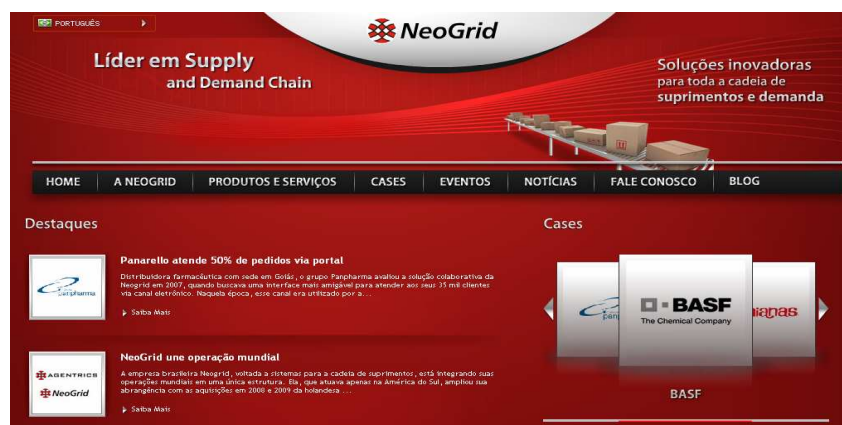 PORTUGUÊS
NeoGrid
Líder em Supply
and Demand Chain
Soluções inovadoras
para toda a cadeia de
suprimentos e demanda
HOME
A NEOGRID
PRODUTOS E SERVIÇOS
CASES
EVENTOS
NOTÍCIAS
FALE CONOSCO
BLOG
Destaques
Panarello atende 50% de pedidos via portal
Distribuidora farmacêutica com sede em Goiás, o grupo Panpharma avaliou a solução colaborativa da
Neogrid em 2007, quando buscava uma interface mais amigável para atender aos seus 35 mil clientes
via canal eletrônico. Naquela época, esse canal era utilizado por a...
Saiba Mais
panpharma
NeoGrid une operação mundial
A empresa brasileira Neogrid, voltada a sistemas para a cadeia de suprimentos, está integrando suas
operações mundiais em uma única estrutura. Ela, que atuava apenas na América do Sul, ampliou sua
abrangência com as aquisições em 2008 e 2009 da holandesa ...
Saiba Mais
AGENTRICS
NeoGrid
Cases
BASF
The Chemical Company
BASF